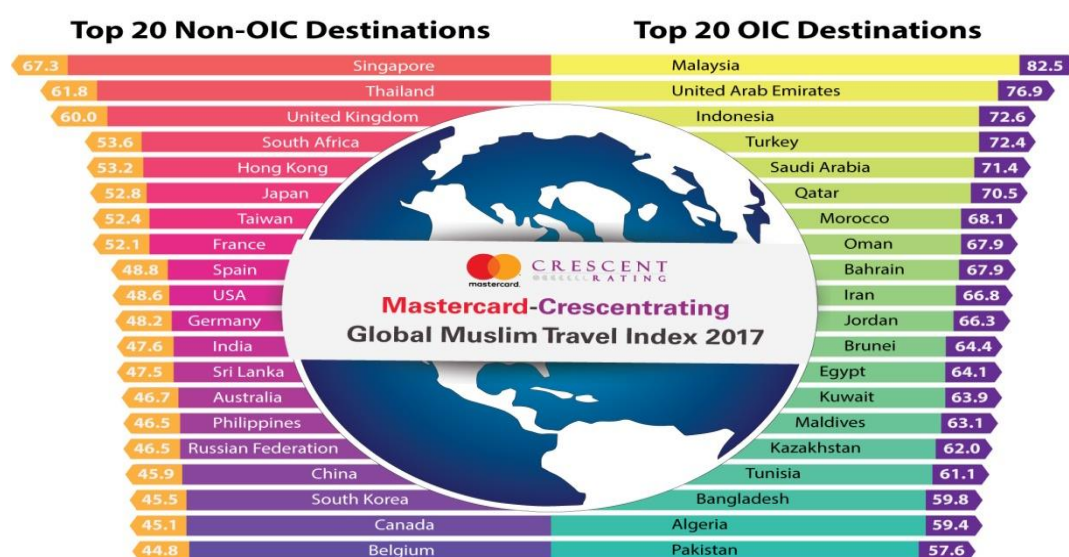 Top 20 Non-OIC Destinations Top 20 OIC Destinations
67.3 Singapore Malaysia 82.5
61.8 Thailand United Arab Emirates 76.9
60.0 United Kingdom Indonesia 72.6
53.6 South Africa Turkey 72.4
53.2 Hong Kong Saudi Arabia 71.4
52.8 Japan Qatar 70.5
52.4 Taiwan Morocco 68.1
52.1 France Oman 67.9
48.8 Spain Bahrain 67.9
48.6 USA Iran 66.8
48.2 Germany Jordan 66.3
47.6 India Brunei 64.4
47.5 Sri Lanka Egypt 64.1
46.7 Australia Kuwait 63.9
46.5 Philippines Maldives 63.1
46.5 Russian Federation Kazakhstan 62.0
45.9 China Tunisia 61.1
45.5 South Korea Bangladesh 59.8
45.1 Canada Algeria 59.4
44.8 Belgium Pakistan 57.6
mastercard. CRESCENT
RATING
Mastercard-Crescentrating
Global Muslim Travel Index 2017